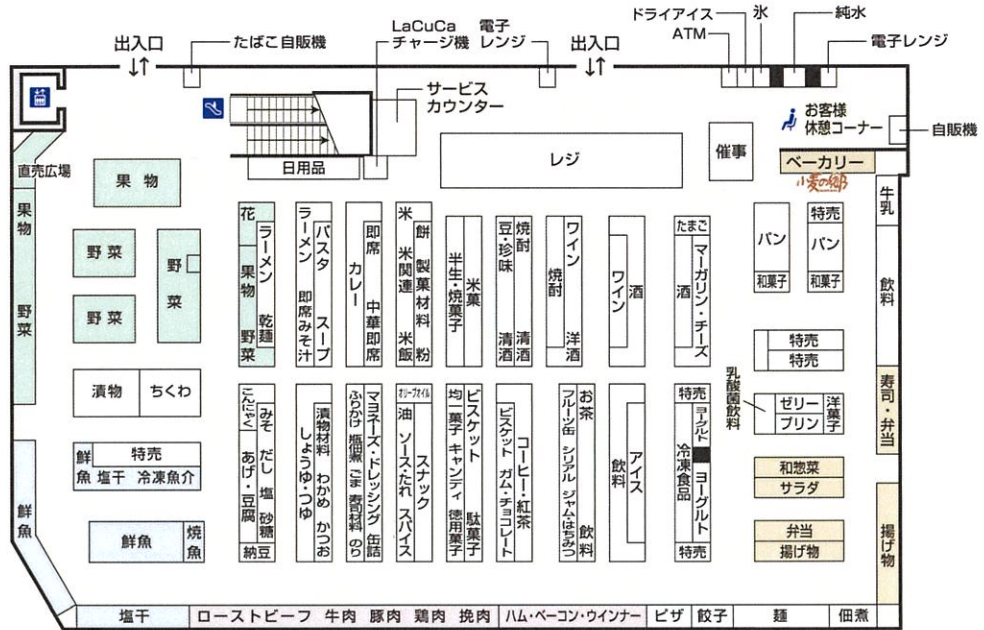 ドライアイス
氷
純水
LaCuCa
チャージ機
電子
レンジ
ATM
出入口
たばこ自販機
出入口
電子レンジ
サービス
カウンター
お客様
休憩コーナー
自販機
直売広場
日用品
レジ
催事
ベーカリー
小麦の郷
果物
果物
野菜
野菜
野菜
野菜
花
果物
野菜
ラーメン
乾麺
ラーメン
即席みそ汁
パスタ
スープ
カレー
即席
中華即席
米
米関連
米飯
餅
製菓材料
粉
半生・焼菓子
米菓
豆・珍味
清酒
焼酎
清酒
焼酎
ワイン
洋酒
ワイン
酒
たまご
酒
マーガリン・チーズ
パン
和菓子
特売
パン
和菓子
牛乳
飲料
特売
特売
乳酸菌飲料
ゼリー
プリン
洋菓子
寿司・弁当
漬物
ちくわ
こんにゃく
あげ・豆腐
みそ
だし
塩
砂糖
納豆
しょうゆ・つゆ
漬物材料
わかめ
かつお
ふりかけ
瓶佃煮
ごま
寿司材料
のり
マヨネーズ・ドレッシング
缶詰
オリーブオイル
油
ソース・たれ
スパイス
スナック
均一菓子
キャンディ
徳用菓子
ビスケット
駄菓子
ビスケット
ガム・チョコレート
コーヒー・紅茶
フルーツ缶
シリアル
ジャム・はちみつ
お茶
飲料
飲料
アイス
特売
冷凍食品
ヨーグルト
ヨーグルト
特売
和惣菜
サラダ
弁当
揚げ物
揚げ物
鮮魚
特売
塩干
冷凍魚介
鮮魚
鮮魚
焼魚
塩干
ローストビーフ 牛肉 豚肉 鶏肉 挽肉
ハム・ベーコン・ウインナー
ピザ
餃子
麺
佃煮